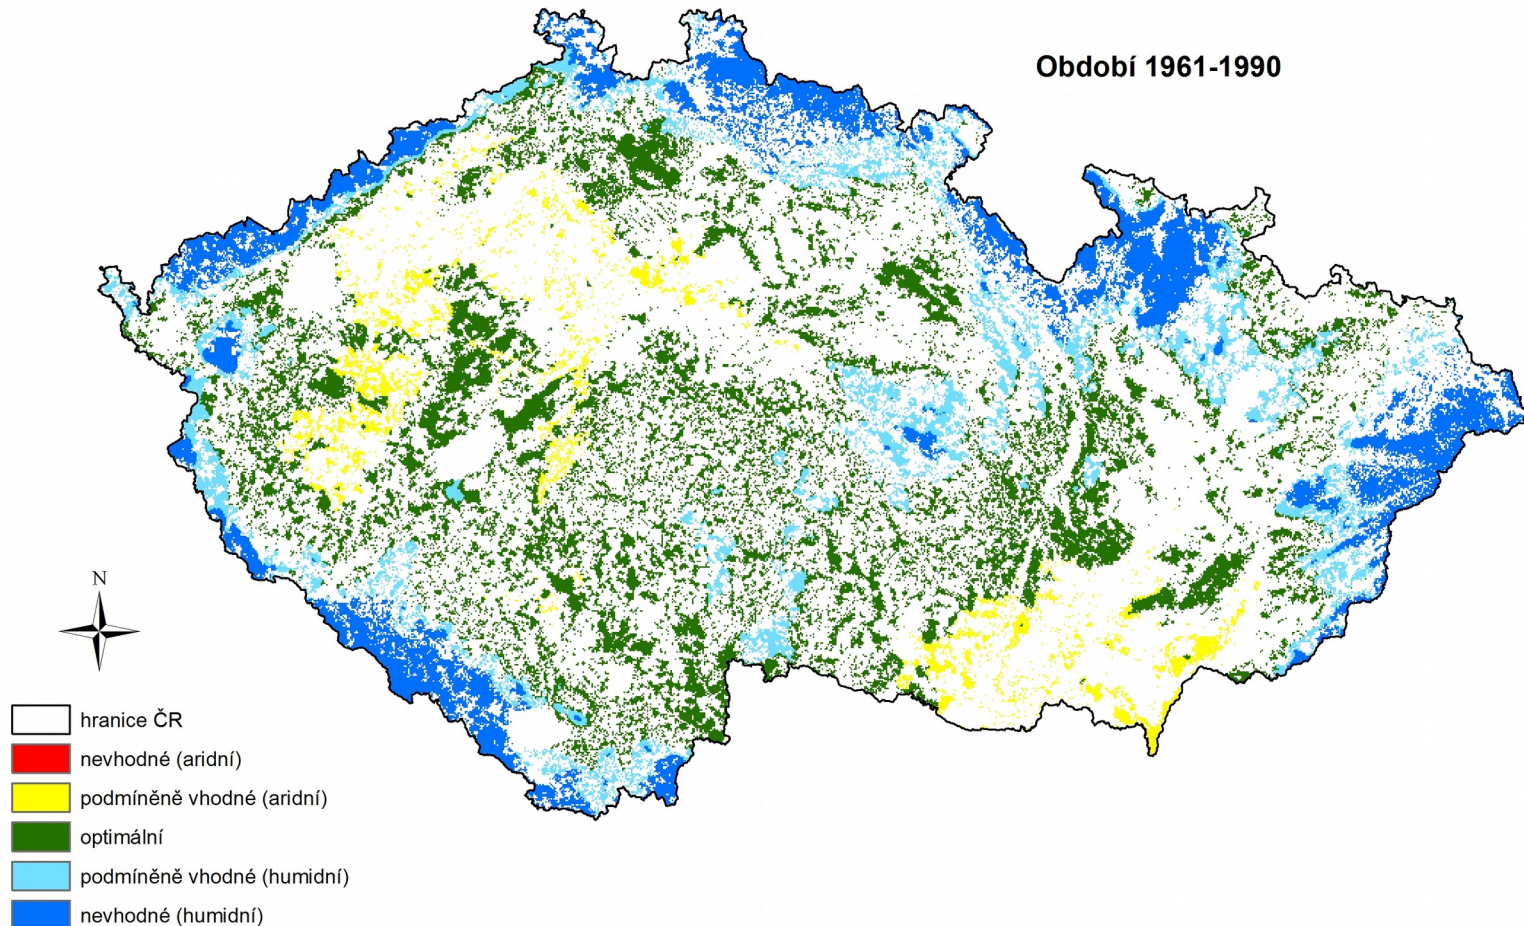 Období 1961-1990
N
hranice ČR
nevhodné (aridní)
podmíněně vhodné (aridní)
optimální
podmíněně vhodné (humidní)
nevhodné (humidní)